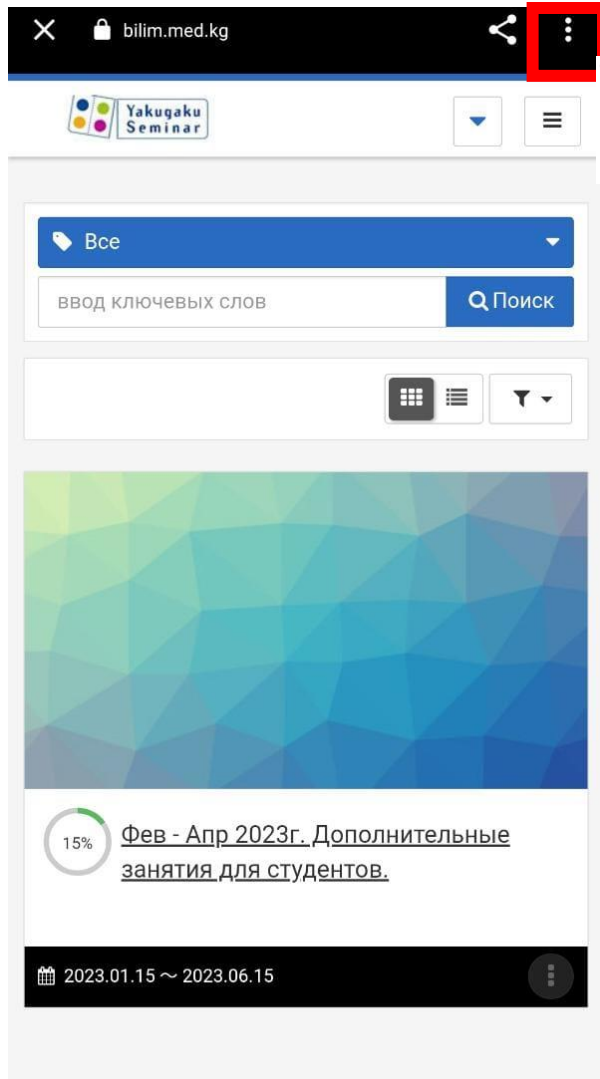 bilim.med.kg
Yakugaku
Seminar
Все
ввод ключевых слов
Поиск
15%
Фев - Апр 2023г. Дополнительные
занятия для студентов.
2023.01.15 ～ 2023.06.15